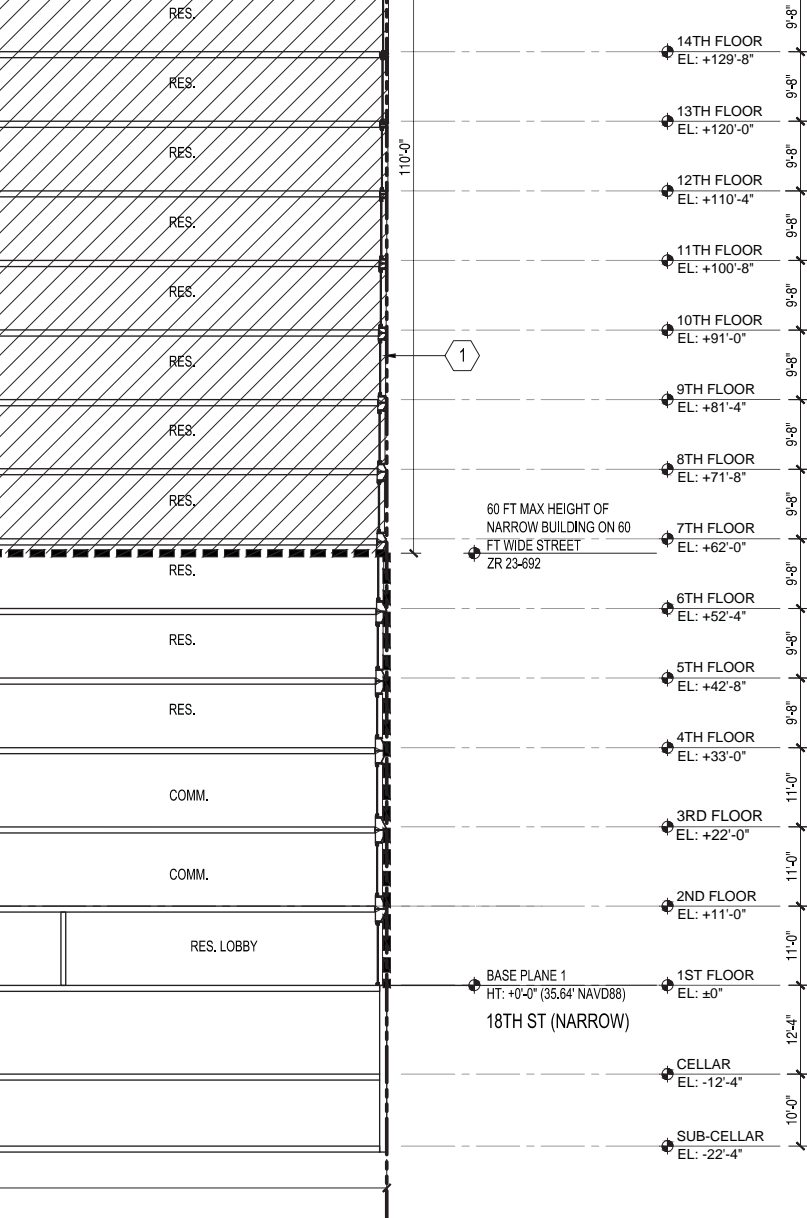 RES.
9'-8"
14TH FLOOR
EL: +129'-8"
RES.
9'-8"
13TH FLOOR
EL: +120'-0"
RES.
110'-0"
9'-8"
12TH FLOOR
EL: +110'-4"
RES.
9'-8"
11TH FLOOR
EL: +100'-8"
RES.
9'-8"
10TH FLOOR
EL: +91'-0"
RES.
1
9'-8"
9TH FLOOR
EL: +81'-4"
RES.
9'-8"
8TH FLOOR
EL: +71'-8"
RES.
9'-8"
60 FT MAX HEIGHT OF
NARROW BUILDING ON 60
FT WIDE STREET
ZR 23-692
7TH FLOOR
EL: +62'-0"
RES.
9'-8"
6TH FLOOR
EL: +52'-4"
RES.
9'-8"
5TH FLOOR
EL: +42'-8"
RES.
9'-8"
4TH FLOOR
EL: +33'-0"
COMM.
11'-0"
3RD FLOOR
EL: +22'-0"
COMM.
11'-0"
2ND FLOOR
EL: +11'-0"
RES. LOBBY
11'-0"
BASE PLANE 1
HT: +0'-0" (35.64' NAVD88)
18TH ST (NARROW)
1ST FLOOR
EL: ±0"
12'-4"
CELLAR
EL: -12'-4"
10'-0"
SUB-CELLAR
EL: -22'-4"